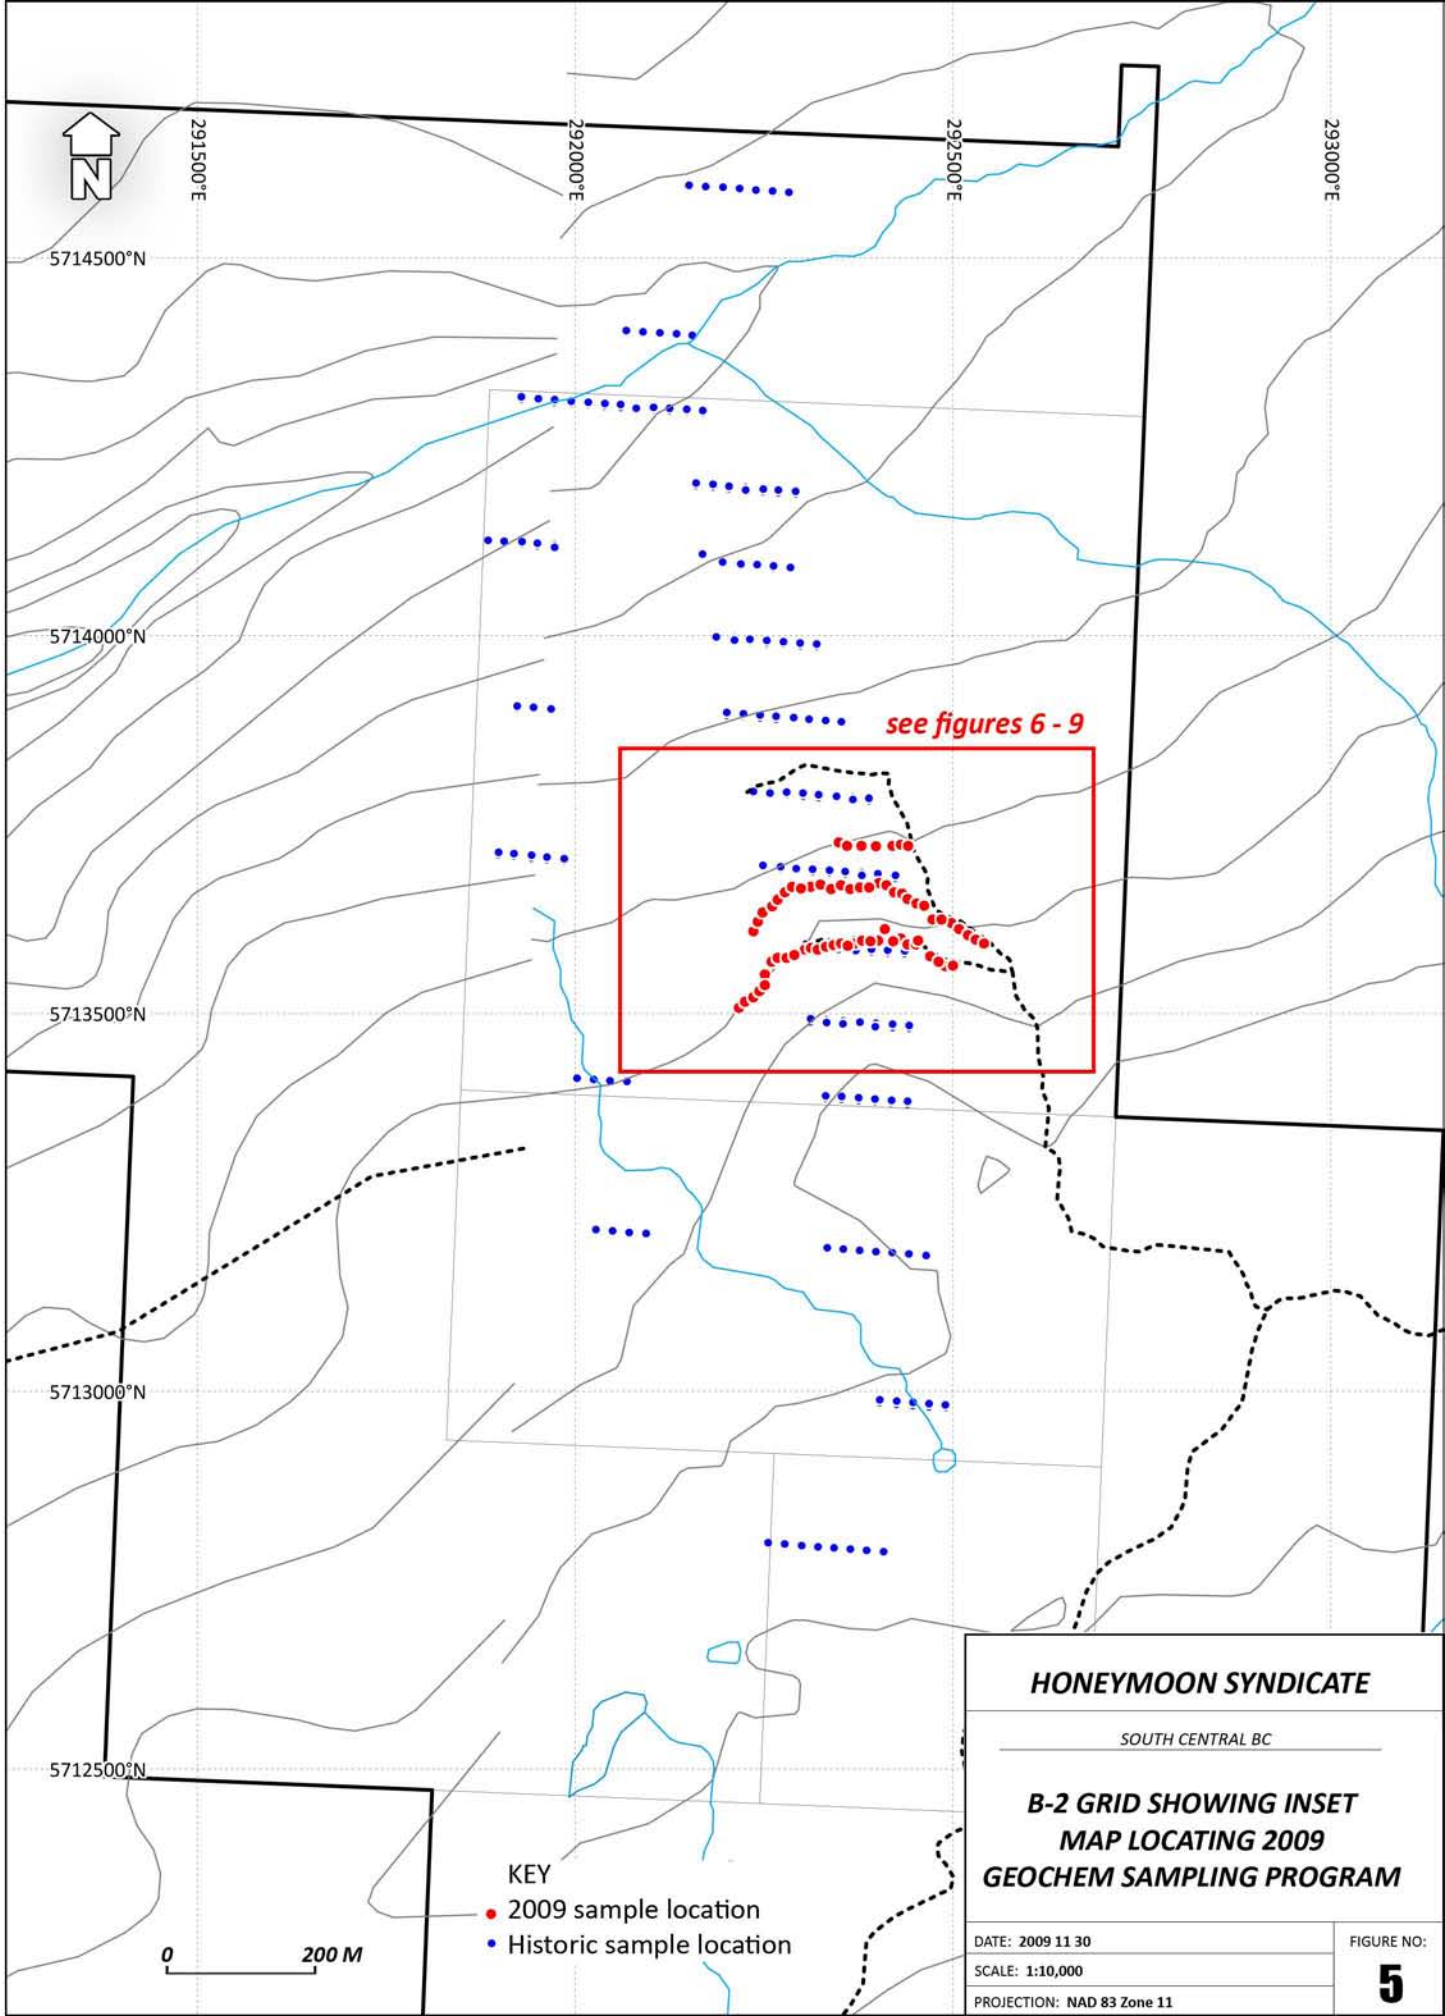 291500°E
292000°E
292500°E
293000°E
N
5714500°N
5714000°N
see figures 6 - 9
5713500°N
5713000°N
5712500°N
KEY
2009 sample location
Historic sample location
0 200 M
HONEYMOON SYNDICATE
SOUTH CENTRAL BC
B-2 GRID SHOWING INSET
MAP LOCATING 2009
GEOCHEM SAMPLING PROGRAM
DATE: 2009 11 30
SCALE: 1:10,000
PROJECTION: NAD 83 Zone 11
FIGURE NO:
5